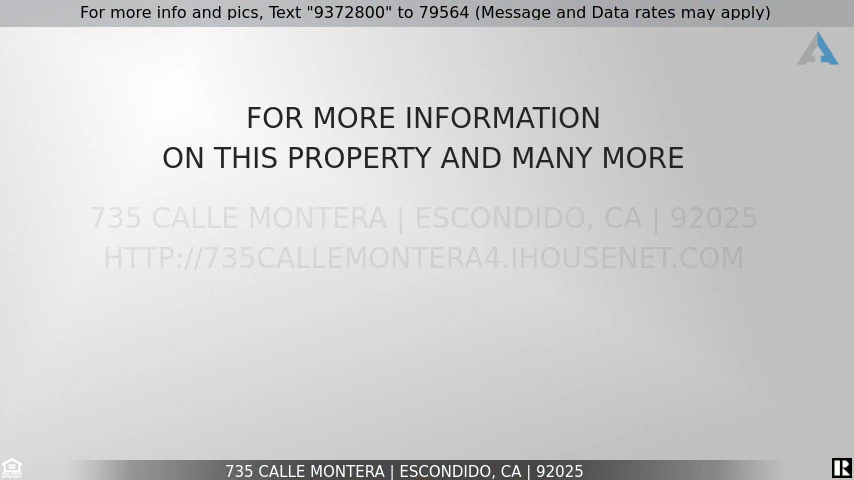 For more info and pics, Text "9372800" to 79564 (Message and Data rates may apply)
FOR MORE INFORMATION
ON THIS PROPERTY AND MANY MORE
735 CALLE MONTERA | ESCONDIDO, CA | 92025
HTTP://735CALLEMONTERA4.IHOUSENET.COM
735 CALLE MONTERA | ESCONDIDO, CA | 92025